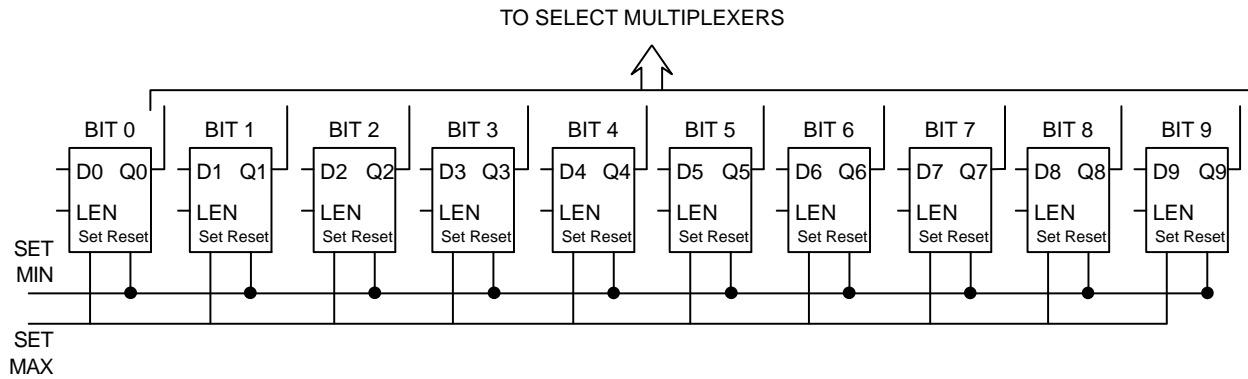 TO SELECT MULTIPLEXERS
BIT 0 BIT 1 BIT 2 BIT 3 BIT 4 BIT 5 BIT 6 BIT 7 BIT 8 BIT 9
D0 Q0 D1 Q1 D2 Q2 D3 Q3 D4 Q4 D5 Q5 D6 Q6 D7 Q7 D8 Q8 D9 Q9
LEN LEN LEN LEN LEN LEN LEN LEN LEN LEN
Set Reset Set Reset Set Reset Set Reset Set Reset Set Reset Set Reset Set Reset Set Reset Set Reset
SET
MIN
SET
MAX